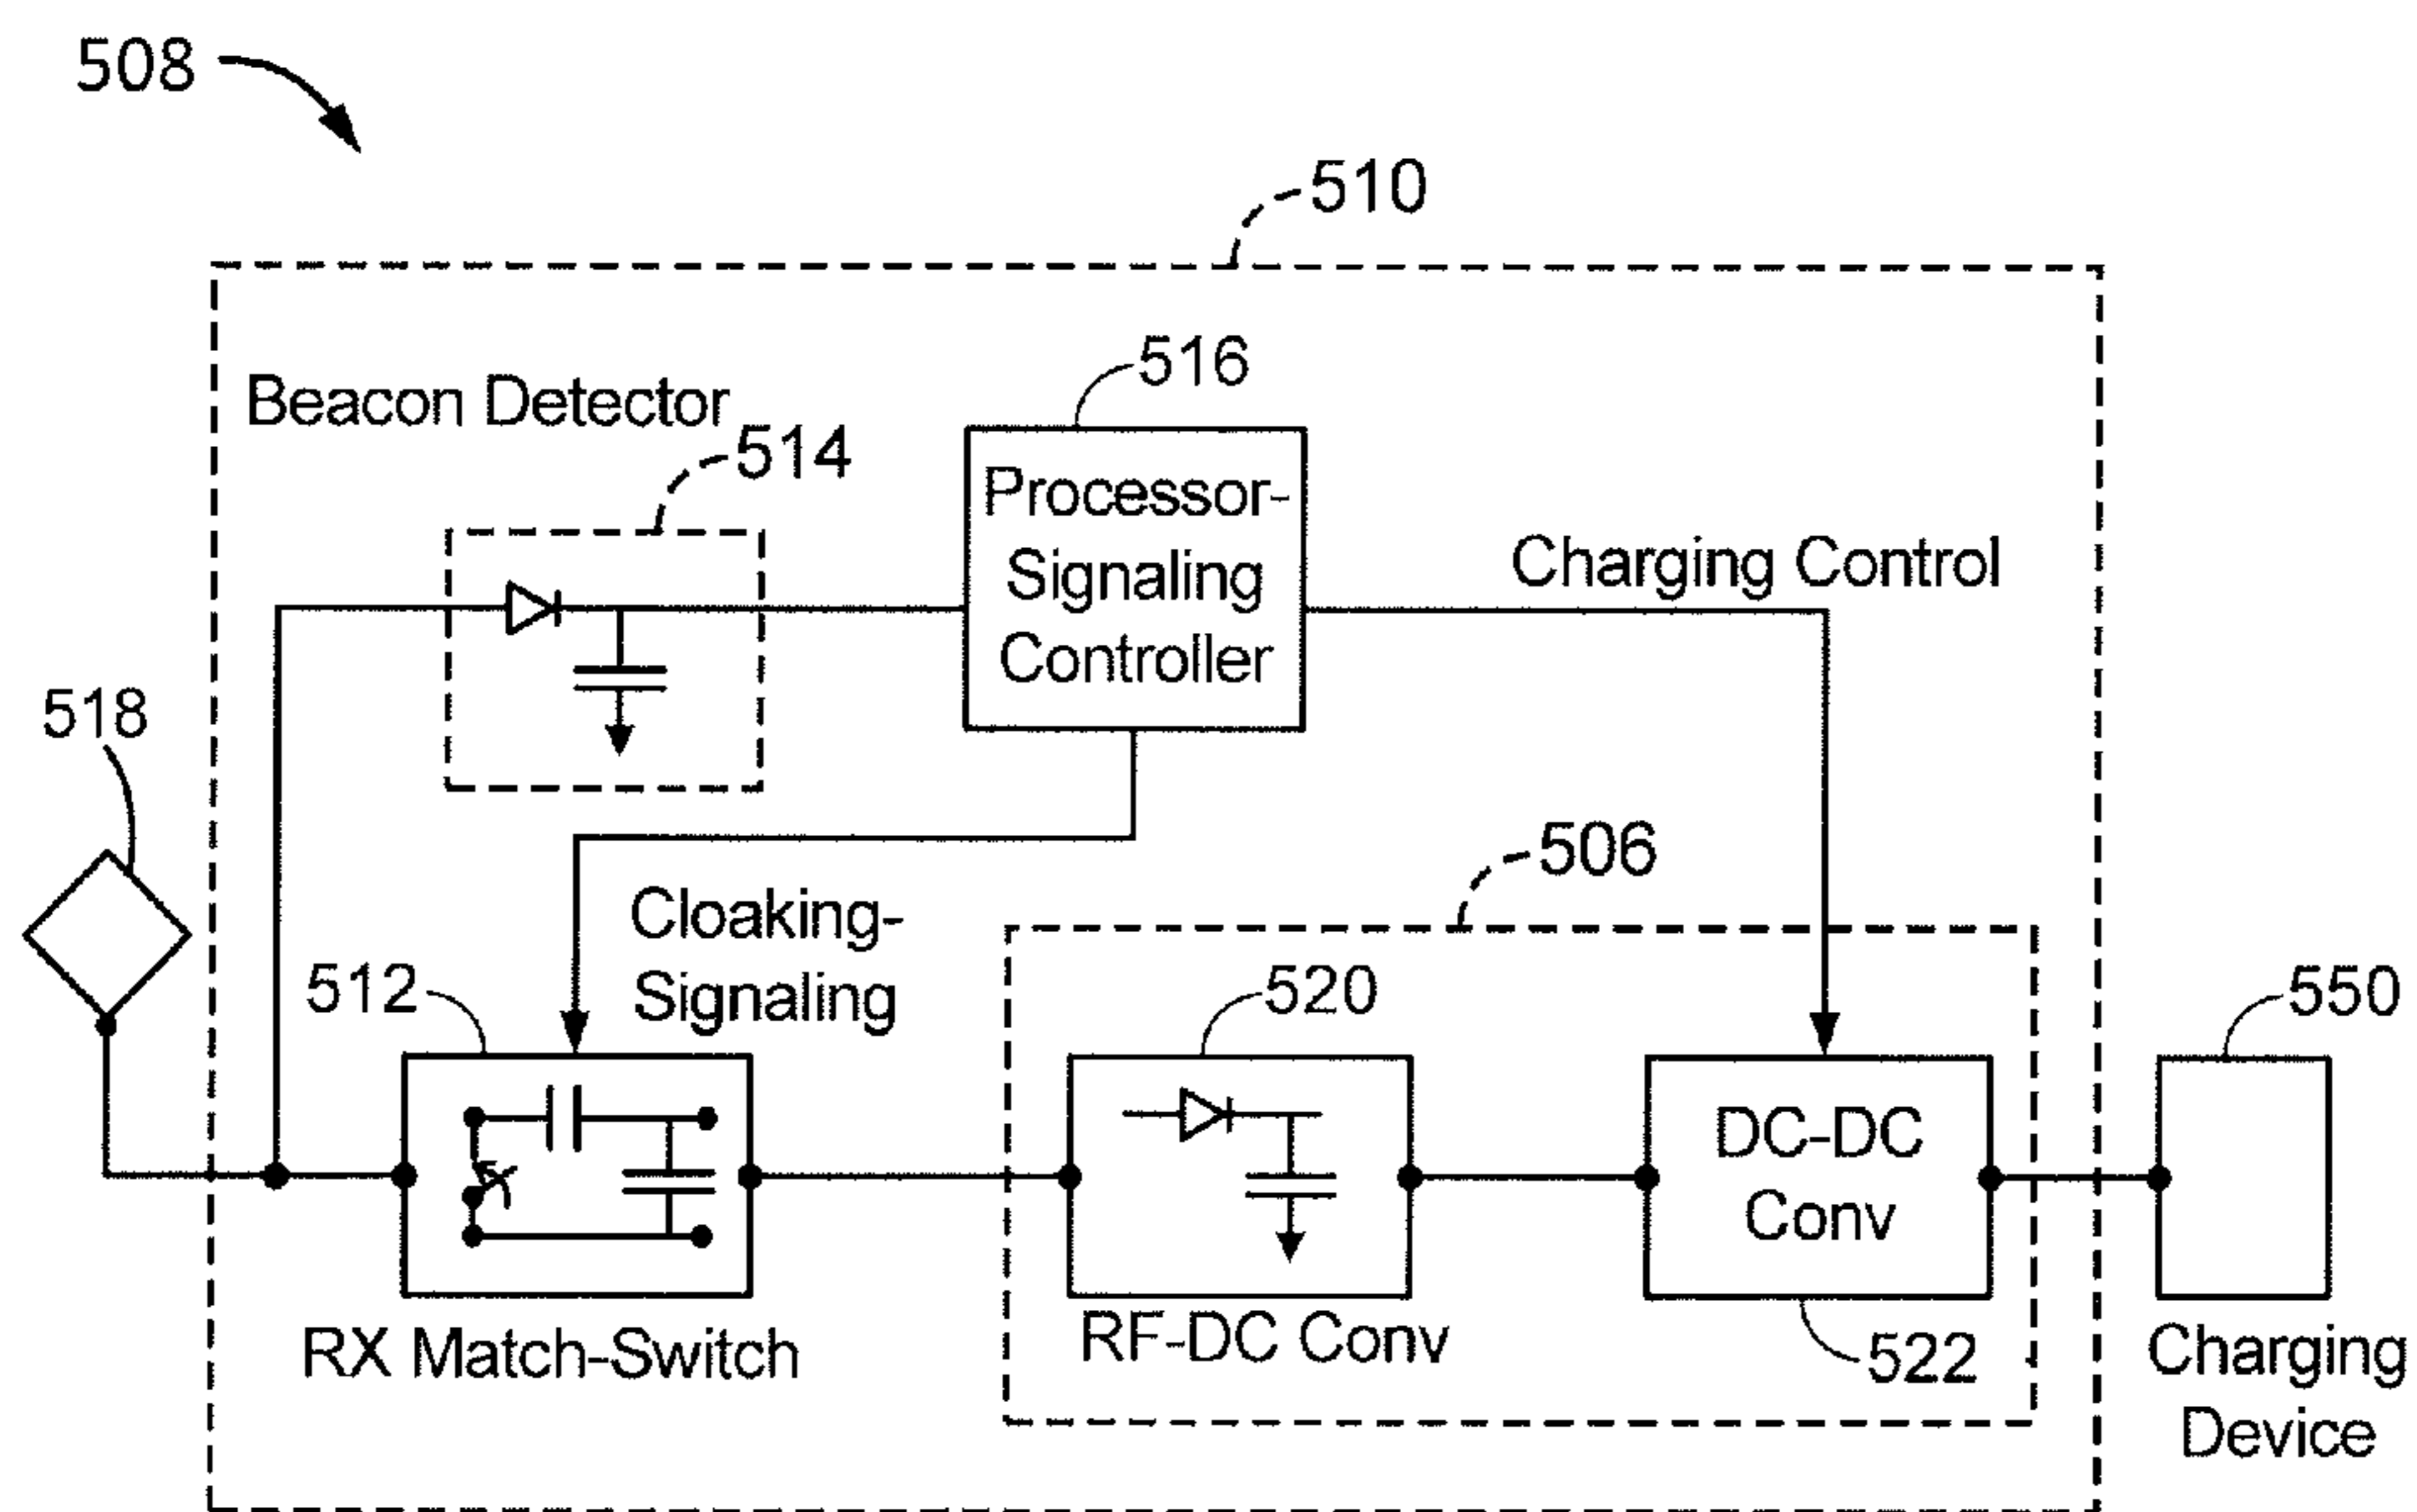 508
510
Beacon Detector
514
516
Processor-
Signaling
Controller
Charging Control
518
Cloaking-
Signaling
506
512
520
550
DC-DC
Conv
RX Match-Switch
RF-DC Conv
522
Charging
Device